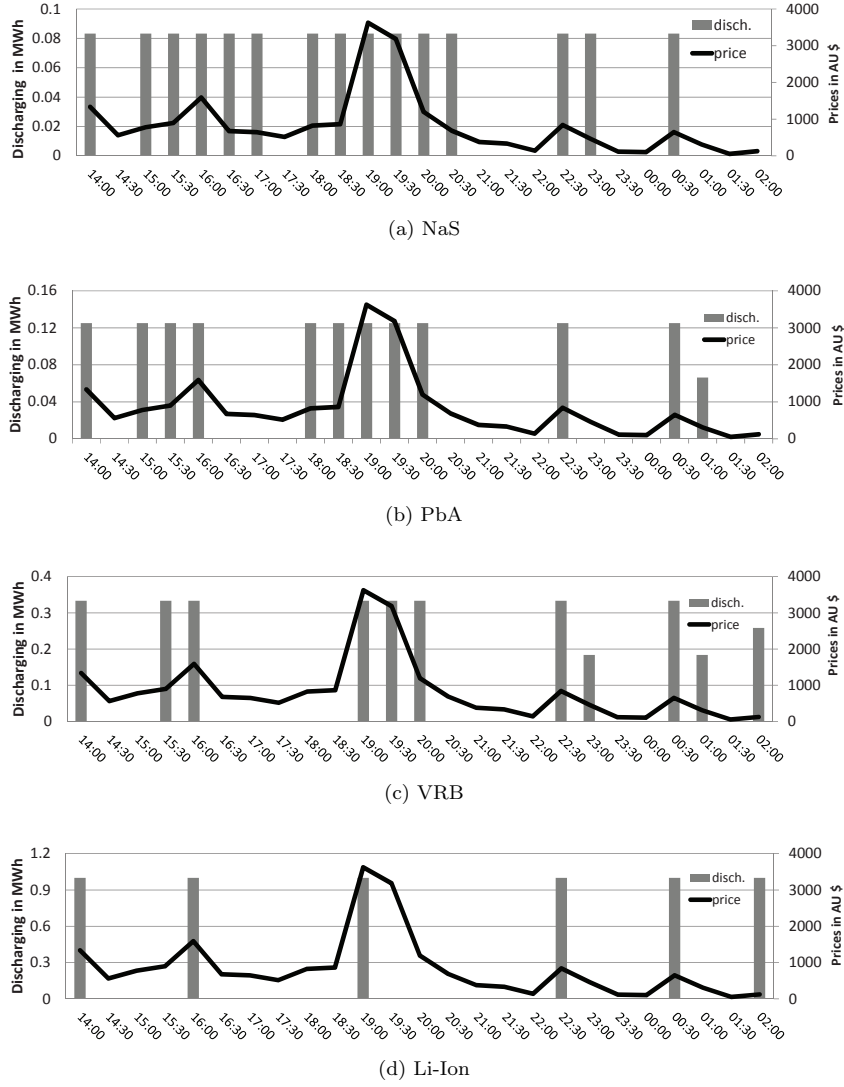 Discharging in MWh
0.1
0.08
0.06
0.04
0.02
0
4000
3000
2000
1000
0
Prices in AU $
disch.
price
14:00 14:30 15:00 15:30 16:00 16:30 17:00 17:30 18:00 18:30 19:00 19:30 20:00 20:30 21:00 21:30 22:00 22:30 23:00 23:30 00:00 00:30 01:00 01:30 02:00
(a) NaS
Discharging in MWh
0.16
0.12
0.08
0.04
0
4000
3000
2000
1000
0
Prices in AU $
disch.
price
14:00 14:30 15:00 15:30 16:00 16:30 17:00 17:30 18:00 18:30 19:00 19:30 20:00 20:30 21:00 21:30 22:00 22:30 23:00 23:30 00:00 00:30 01:00 01:30 02:00
(b) PbA
Discharging in MWh
0.4
0.3
0.2
0.1
0
4000
3000
2000
1000
0
Prices in AU $
disch.
price
14:00 14:30 15:00 15:30 16:00 16:30 17:00 17:30 18:00 18:30 19:00 19:30 20:00 20:30 21:00 21:30 22:00 22:30 23:00 23:30 00:00 00:30 01:00 01:30 02:00
(c) VRB
Discharging in MWh
1.2
0.9
0.6
0.3
0
4000
3000
2000
1000
0
Prices in AU $
disch.
price
14:00 14:30 15:00 15:30 16:00 16:30 17:00 17:30 18:00 18:30 19:00 19:30 20:00 20:30 21:00 21:30 22:00 22:30 23:00 23:30 00:00 00:30 01:00 01:30 02:00
(d) Li-Ion